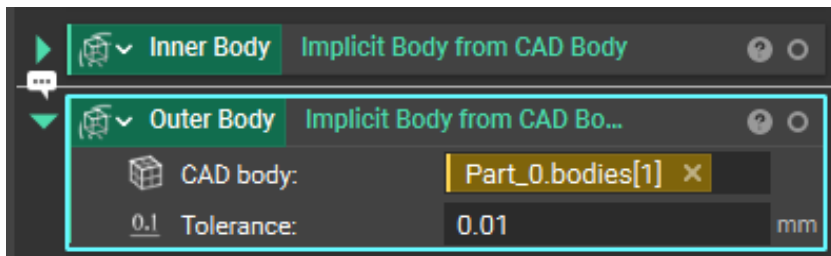 Inner Body Implicit Body from CAD Body ?
Outer Body Implicit Body from CAD Bo... ?
CAD body: Part_0.bodies[1] ×
0.1 Tolerance: 0.01 mm